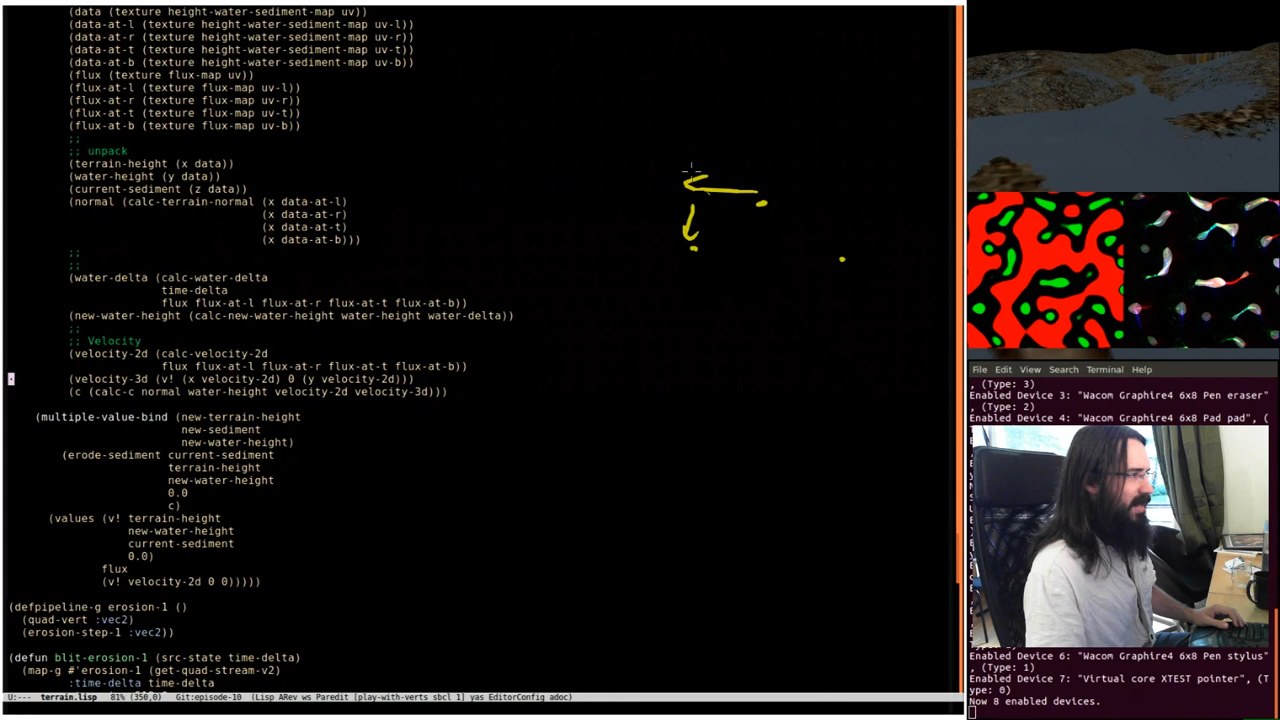 (data (texture height-water-sediment-map uv))
(data-at-l (texture height-water-sediment-map uv-l))
(data-at-r (texture height-water-sediment-map uv-r))
(data-at-t (texture height-water-sediment-map uv-t))
(data-at-b (texture height-water-sediment-map uv-b))
(flux (texture flux-map uv))
(flux-at-l (texture flux-map uv-l))
(flux-at-r (texture flux-map uv-r))
(flux-at-t (texture flux-map uv-t))
(flux-at-b (texture flux-map uv-b))
;;
;; unpack
(terrain-height (x data))
(water-height (y data))
(current-sediment (z data))
(normal (calc-terrain-normal (x data-at-l)
(x data-at-r)
(x data-at-t)
(x data-at-b)))
;;
;;
(water-delta (calc-water-delta
time-delta
flux flux-at-l flux-at-r flux-at-t flux-at-b))
(new-water-height (calc-new-water-height water-height water-delta))
;;
;; Velocity
(velocity-2d (calc-velocity-2d
flux flux-at-l flux-at-r flux-at-t flux-at-b))
(velocity-3d (v! (x velocity-2d) 0 (y velocity-2d)))
(c (calc-c normal water-height velocity-2d velocity-3d)))
(multiple-value-bind (new-terrain-height
new-sediment
new-water-height)
(erode-sediment current-sediment
terrain-height
new-water-height
0.0
c)
(values (v! terrain-height
new-water-height
current-sediment
0.0)
flux
(v! velocity-2d 0 0)))))
(defpipeline-g erosion-1 ()
(quad-vert :vec2)
(erosion-step-1 :vec2))
(defun blit-erosion-1 (src-state time-delta)
(map-g #'erosion-1 (get-quad-stream-v2)
:time-delta time-delta
U:--- terrain.lisp 81% (350,0) Git:episode-10 (Lisp ARev ws Paredit [play-with-verts sbcl 1] yas EditorConfig adoc)
File Edit View Search Terminal Help
, (Type: 3)
Enabled Device 3: "Wacom Graphire4 6x8 Pen eraser"
, (Type: 2)
Enabled Device 4: "Wacom Graphire4 6x8 Pad pad", (
Enabled Device 6: "Wacom Graphire4 6x8 Pen stylus"
, (Type: 1)
Enabled Device 7: "Virtual core XTEST pointer", (T
ype: 0)
Now 8 enabled devices.